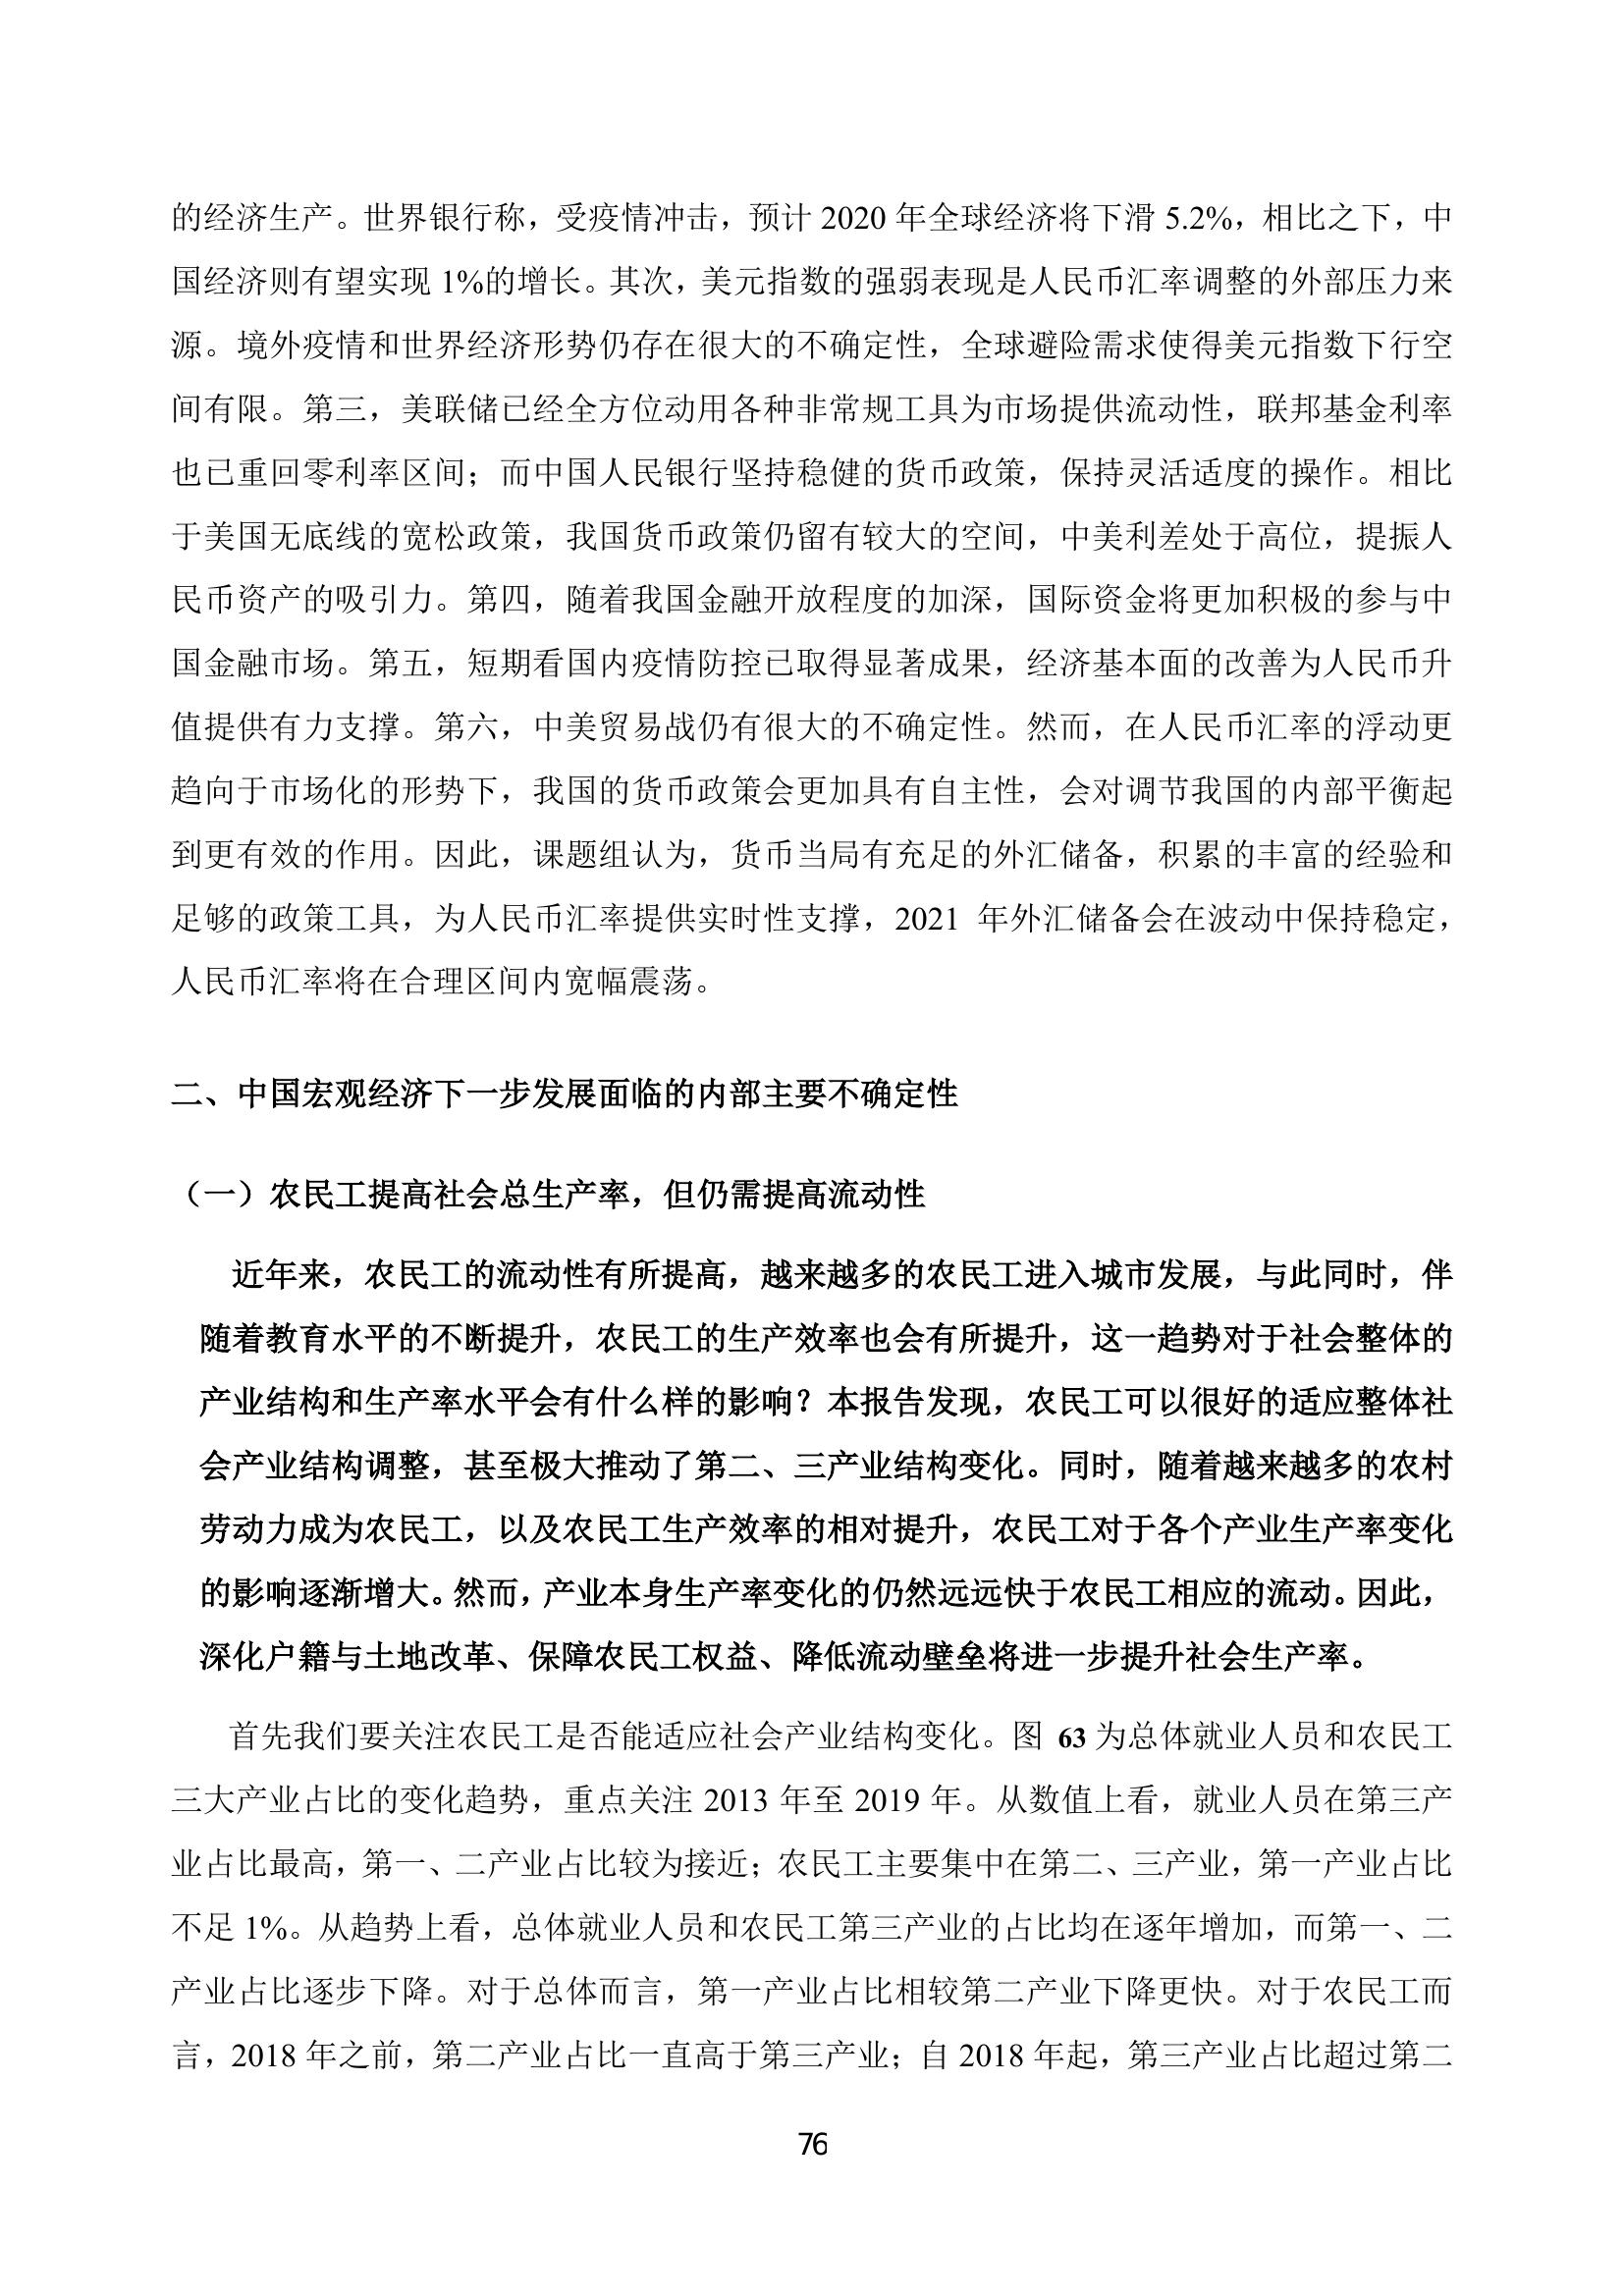 的经济生产。世界银行称，受疫情冲击，预计 2020 年全球经济将下滑 5.2%，相比之下，中
国经济则有望实现 1%的增长。其次，美元指数的强弱表现是人民币汇率调整的外部压力来
源。境外疫情和世界经济形势仍存在很大的不确定性，全球避险需求使得美元指数下行空
间有限。第三，美联储已经全方位动用各种非常规工具为市场提供流动性，联邦基金利率
也已重回零利率区间；而中国人民银行坚持稳健的货币政策，保持灵活适度的操作。相比
于美国无底线的宽松政策，我国货币政策仍留有较大的空间，中美利差处于高位，提振人
民币资产的吸引力。第四，随着我国金融开放程度的加深，国际资金将更加积极的参与中
国金融市场。第五，短期看国内疫情防控已取得显著成果，经济基本面的改善为人民币升
值提供有力支撑。第六，中美贸易战仍有很大的不确定性。然而，在人民币汇率的浮动更
趋向于市场化的形势下，我国的货币政策会更加具有自主性，会对调节我国的内部平衡起
到更有效的作用。因此，课题组认为，货币当局有充足的外汇储备，积累的丰富的经验和
足够的政策工具，为人民币汇率提供实时性支撑，2021 年外汇储备会在波动中保持稳定，
人民币汇率将在合理区间内宽幅震荡。
二、中国宏观经济下一步发展面临的内部主要不确定性
（一）农民工提高社会总生产率，但仍需提高流动性
近年来，农民工的流动性有所提高，越来越多的农民工进入城市发展，与此同时，伴
随着教育水平的不断提升，农民工的生产效率也会有所提升，这一趋势对于社会整体的
产业结构和生产率水平会有什么样的影响？本报告发现，农民工可以很好的适应整体社
会产业结构调整，甚至极大推动了第二、三产业结构变化。同时，随着越来越多的农村
劳动力成为农民工，以及农民工生产效率的相对提升，农民工对于各个产业生产率变化
的影响逐渐增大。然而，产业本身生产率变化的仍然远远快于农民工相应的流动。因此，
深化户籍与土地改革、保障农民工权益、降低流动壁垒将进一步提升社会生产率。
首先我们要关注农民工是否能适应社会产业结构变化。图 63 为总体就业人员和农民工
三大产业占比的变化趋势，重点关注 2013 年至 2019 年。从数值上看，就业人员在第三产
业占比最高，第一、二产业占比较为接近；农民工主要集中在第二、三产业，第一产业占比
不足 1%。从趋势上看，总体就业人员和农民工第三产业的占比均在逐年增加，而第一、二
产业占比逐步下降。对于总体而言，第一产业占比相较第二产业下降更快。对于农民工而
言，2018 年之前，第二产业占比一直高于第三产业；自 2018 年起，第三产业占比超过第二
76